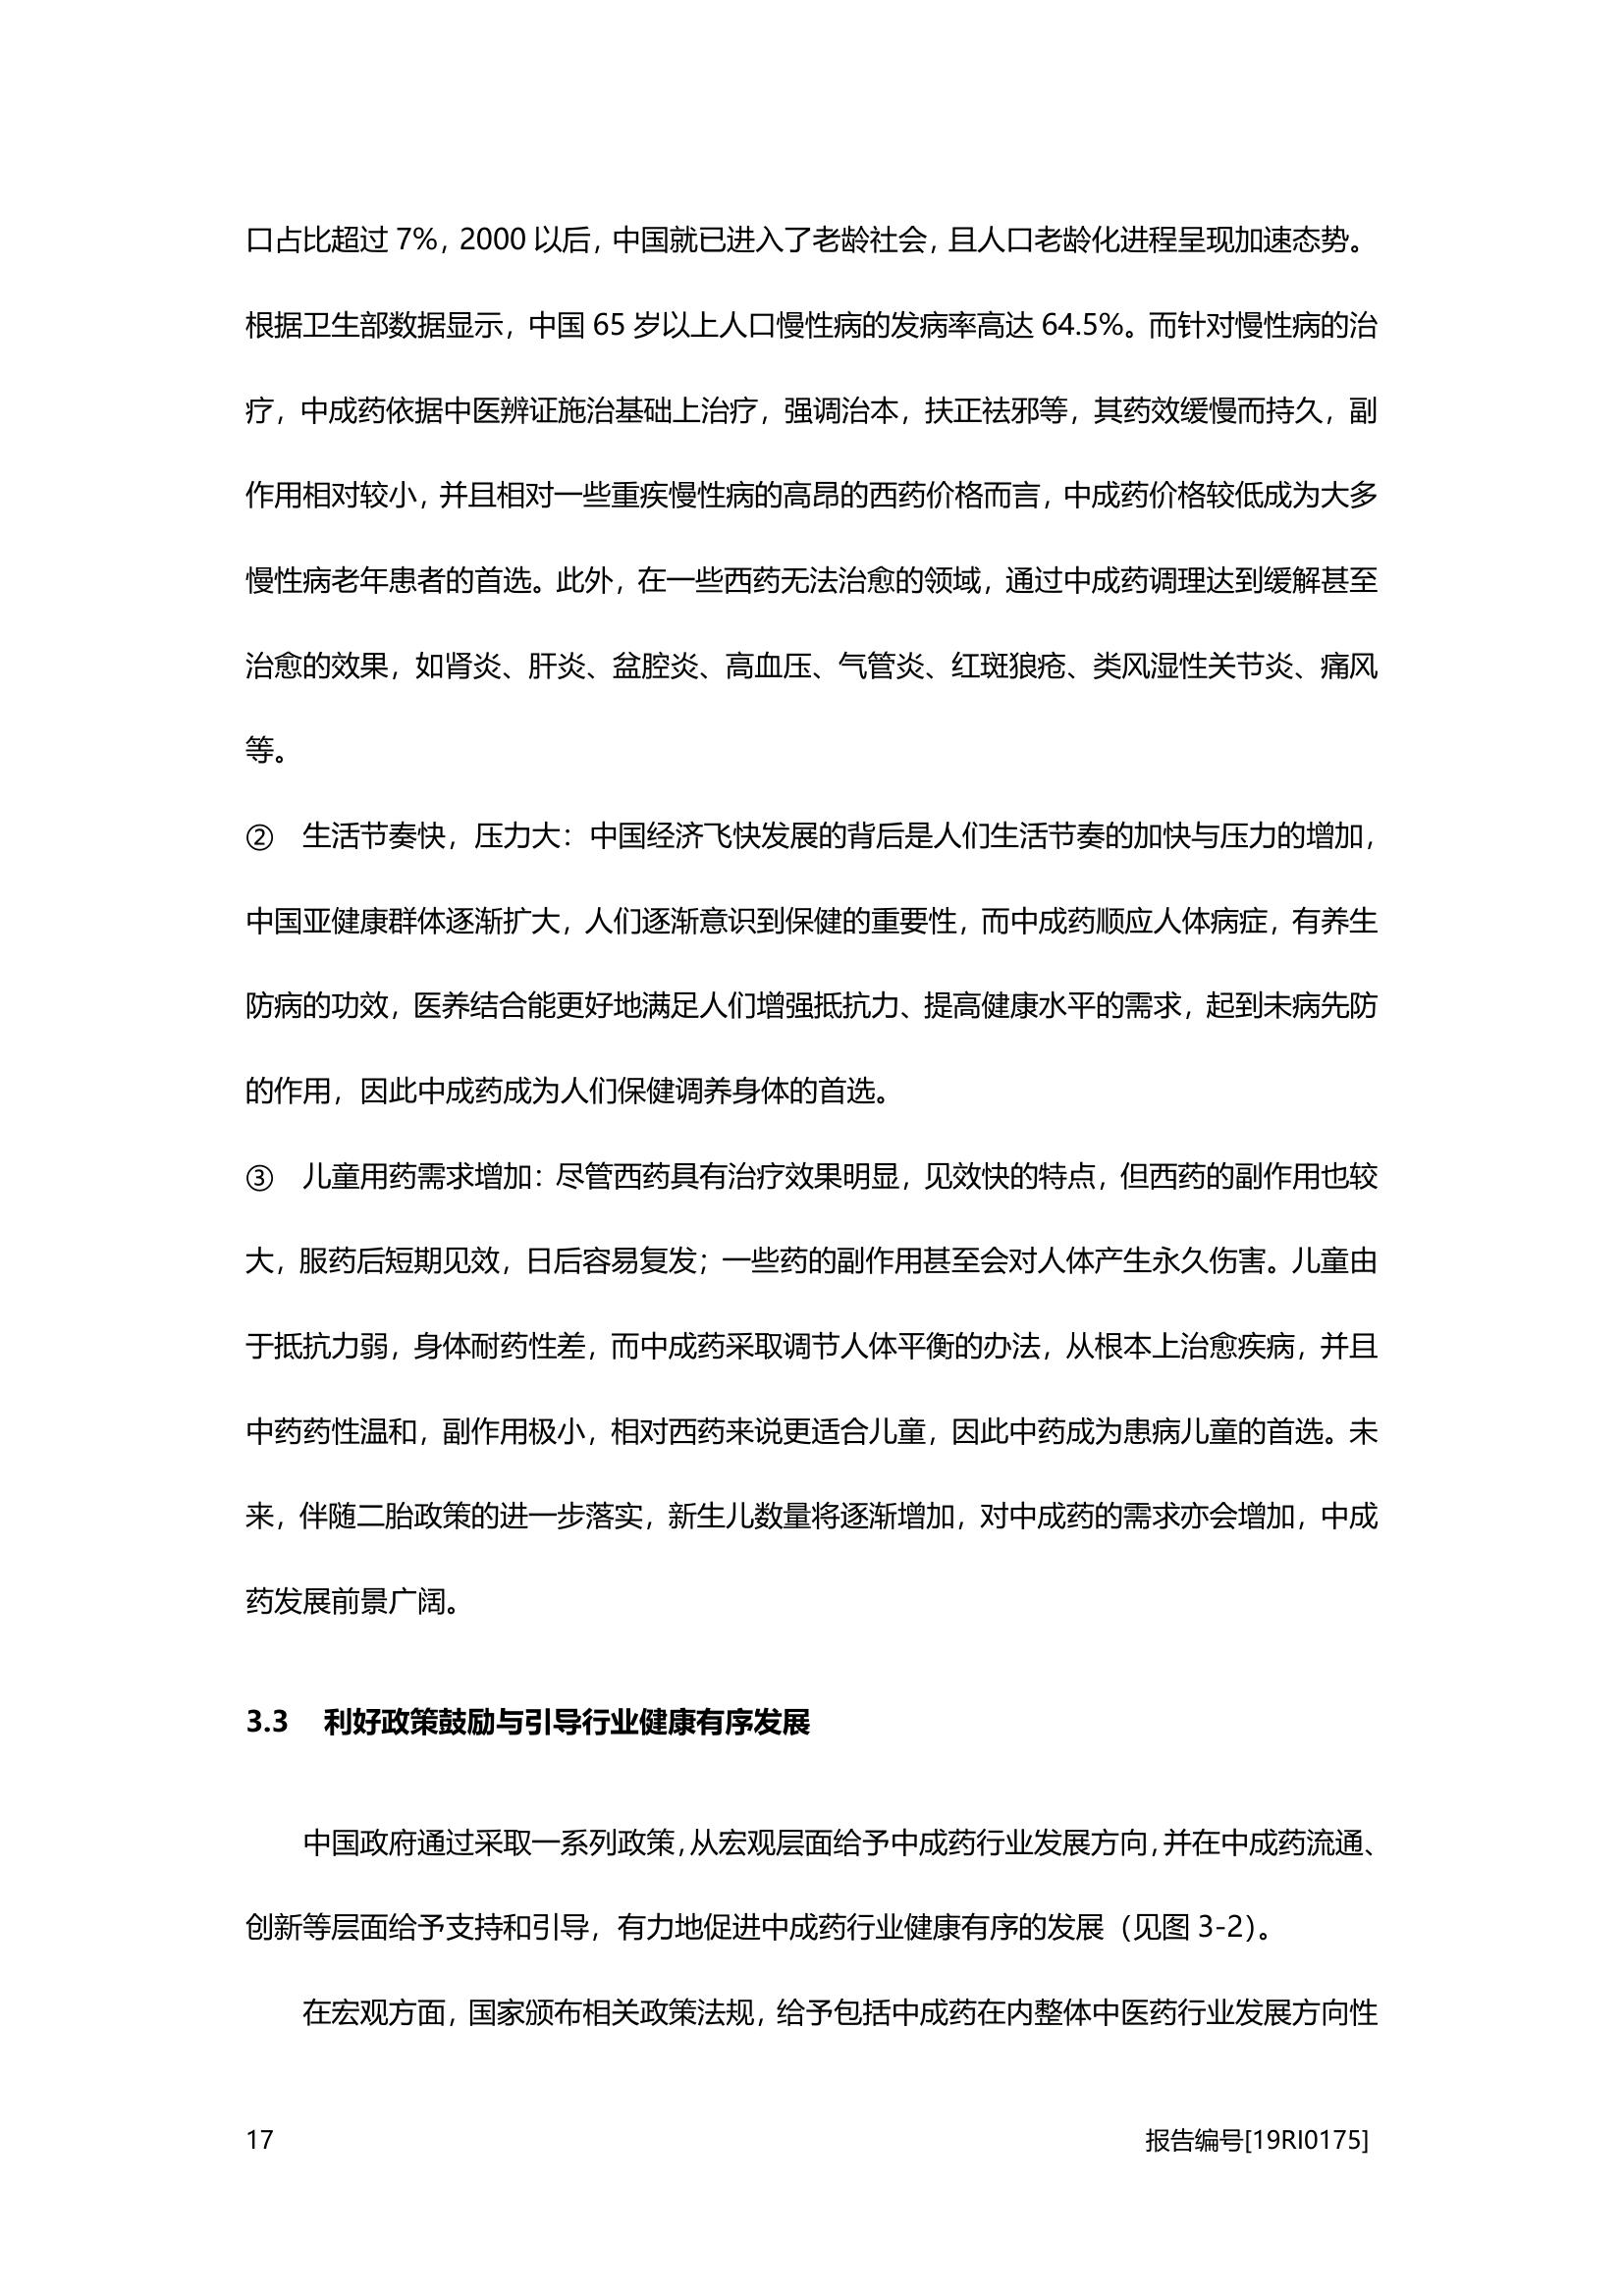 口占比超过 7%，2000 以后，中国就已进入了老龄社会，且人口老龄化进程呈现加速态势。
根据卫生部数据显示，中国 65 岁以上人口慢性病的发病率高达 64.5%。而针对慢性病的治
疗，中成药依据中医辨证施治基础上治疗，强调治本，扶正祛邪等，其药效缓慢而持久，副
作用相对较小，并且相对一些重疾慢性病的高昂的西药价格而言，中成药价格较低成为大多
慢性病老年患者的首选。此外，在一些西药无法治愈的领域，通过中成药调理达到缓解甚至
治愈的效果，如肾炎、肝炎、盆腔炎、高血压、气管炎、红斑狼疮、类风湿性关节炎、痛风
等。
② 生活节奏快，压力大：中国经济飞快发展的背后是人们生活节奏的加快与压力的增加，
中国亚健康群体逐渐扩大，人们逐渐意识到保健的重要性，而中成药顺应人体病症，有养生
防病的功效，医养结合能更好地满足人们增强抵抗力、提高健康水平的需求，起到未病先防
的作用，因此中成药成为人们保健调养身体的首选。
③ 儿童用药需求增加：尽管西药具有治疗效果明显，见效快的特点，但西药的副作用也较
大，服药后短期见效，日后容易复发；一些药的副作用甚至会对人体产生永久伤害。儿童由
于抵抗力弱，身体耐药性差，而中成药采取调节人体平衡的办法，从根本上治愈疾病，并且
中药药性温和，副作用极小，相对西药来说更适合儿童，因此中药成为患病儿童的首选。未
来，伴随二胎政策的进一步落实，新生儿数量将逐渐增加，对中成药的需求亦会增加，中成
药发展前景广阔。
3.3 利好政策鼓励与引导行业健康有序发展
中国政府通过采取一系列政策，从宏观层面给予中成药行业发展方向，并在中成药流通、
创新等层面给予支持和引导，有力地促进中成药行业健康有序的发展（见图 3-2）。
在宏观方面，国家颁布相关政策法规，给予包括中成药在内整体中医药行业发展方向性
17 报告编号[19RI0175]